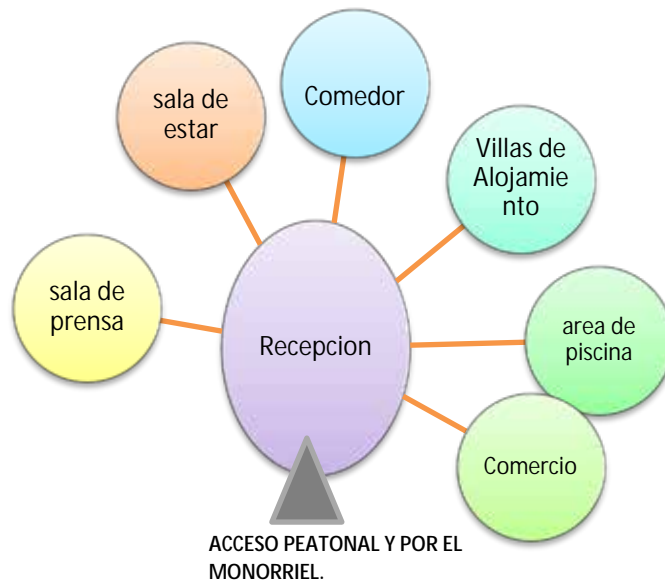 sala de
estar
Comedor
Villas de
Alojamie
nto
sala de
prensa
Recepcion
area de
piscina
Comercio
ACCESO PEATONAL Y POR EL
MONORRIEL.